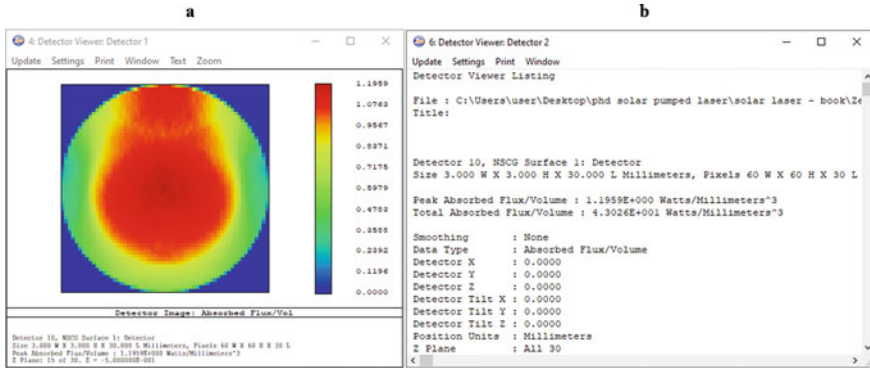 a
4: Detector Viewer: Detector 1
Update Settings Print Window Text Zoom
1.1959
1.0763
0.9567
0.8371
0.7175
0.5979
0.4783
0.3588
0.2392
0.1196
0.0000
Detector Image: Absorbed Flux/Vol
Detector 10, NSCG Surface 1: Detector
Size 3.000 W X 3.000 H X 30.000 L Millimeters, Pixels 60 W X 60 H X 30 L
Peak Absorbed Flux/Volume : 1.1959E+000 Watts/Millimeters^3
Z Plane: 15 of 30, Z = -5.000000E-001
b
6: Detector Viewer: Detector 2
Update Settings Print Window
Detector Viewer Listing
File : C:\Users\user\Desktop\phd solar pumped laser\solar laser - book\Ze
Title:
Detector 10, NSCG Surface 1: Detector
Size 3.000 W X 3.000 H X 30.000 L Millimeters, Pixels 60 W X 60 H X 30 L
Peak Absorbed Flux/Volume : 1.1959E+000 Watts/Millimeters^3
Total Absorbed Flux/Volume : 4.3026E+001 Watts/Millimeters^3
Smoothing : None
Data Type : Absorbed Flux/Volume
Detector X : 0.0000
Detector Y : 0.0000
Detector Z : 0.0000
Detector Tilt X : 0.0000
Detector Tilt Y : 0.0000
Detector Tilt Z : 0.0000
Position Units : Millimeters
Z Plane : All 30